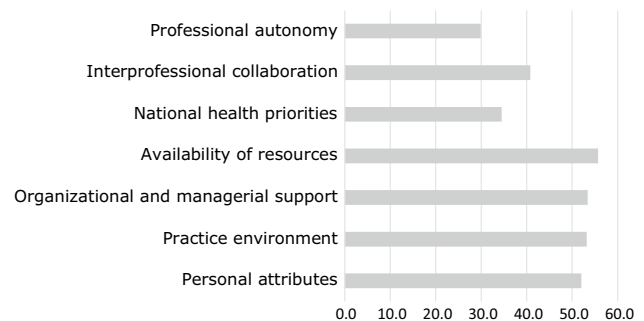 Professional autonomy
Interprofessional collaboration
National health priorities
Availability of resources
Organizational and managerial support
Practice environment
Personal attributes
0.0 10.0 20.0 30.0 40.0 50.0 60.0